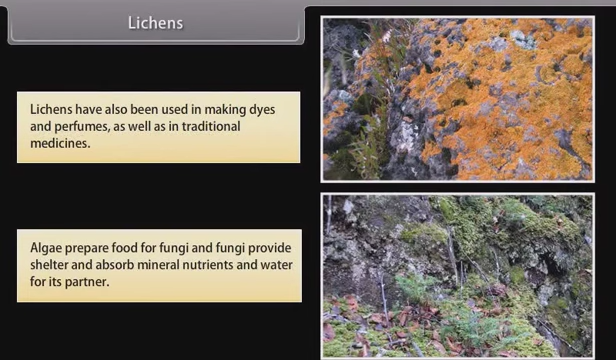 Lichens
Lichens have also been used in making dyes
and perfumes, as well as in traditional
medicines.
Algae prepare food for fungi and fungi provide
shelter and absorb mineral nutrients and water
for its partner.